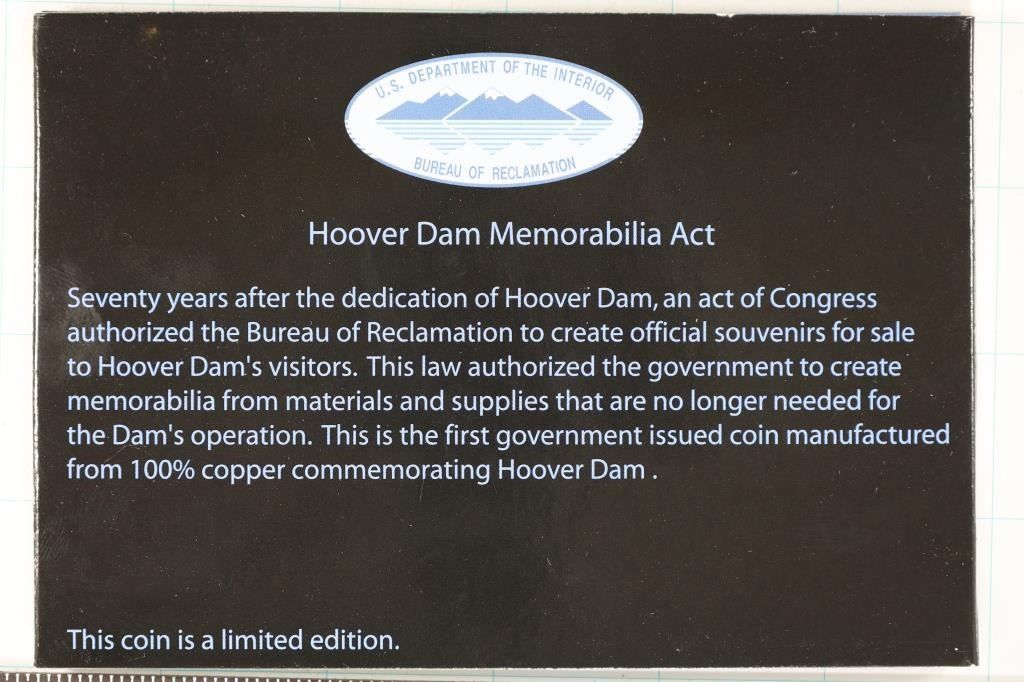 U.S. DEPARTMENT OF THE INTERIOR
BUREAU OF RECLAMATION
Hoover Dam Memorabilia Act
Seventy years after the dedication of Hoover Dam, an act of Congress
authorized the Bureau of Reclamation to create official souvenirs for sale
to Hoover Dam's visitors. This law authorized the government to create
memorabilia from materials and supplies that are no longer needed for
the Dam's operation. This is the first government issued coin manufactured
from 100% copper commemorating Hoover Dam .
This coin is a limited edition.